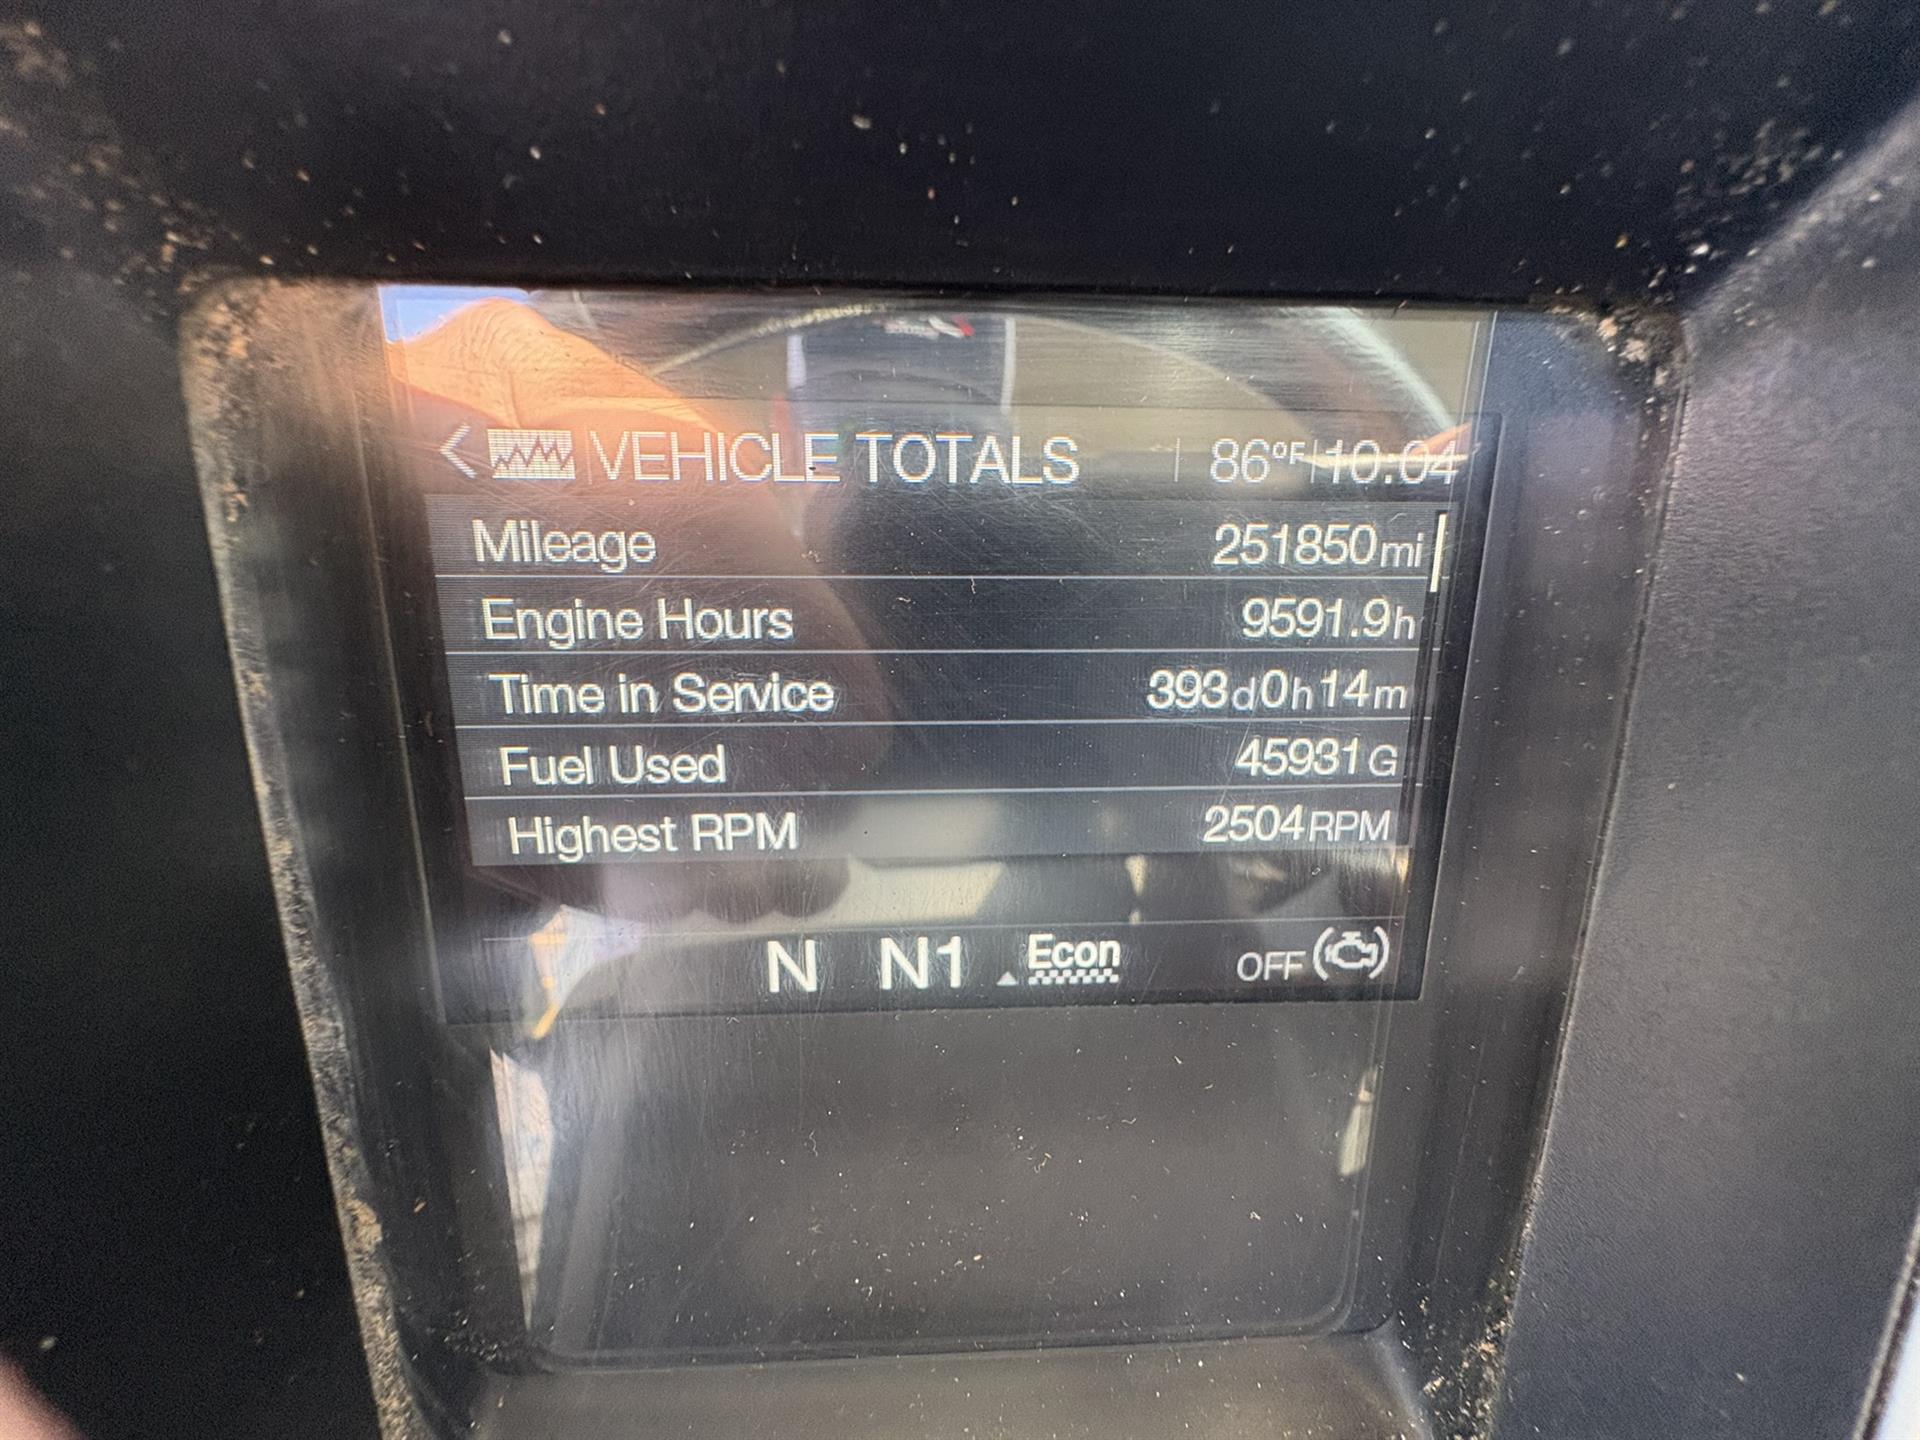 VEHICLE TOTALS 86°F 10:04
Mileage 251850mi
Engine Hours 9591.9h
Time in Service 393d0h14m
Fuel Used 45931G
Highest RPM 2504RPM
N N1 Econ OFF